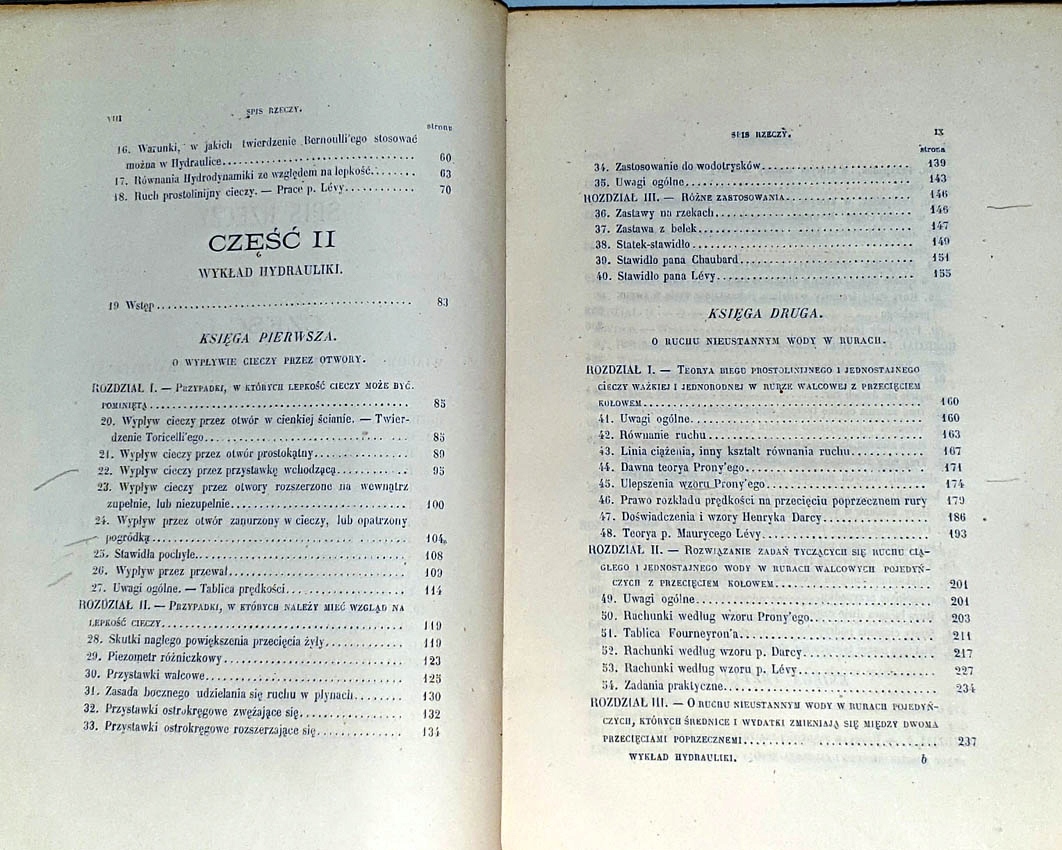 VIII SPIS RZECZY.
strona
16. Warunki, w jakich twierdzenie Bernoulli'ego stosować
można w Hydraulice........ 60
17. Równania Hydrodynamiki ze względem na lepkość....... 63
18. Ruch prostolinijny cieczy. — Prace p. Lévy........ 70
CZĘŚĆ II
WYKŁAD HYDRAULIKI.
19 Wstęp........ 83
KSIĘGA PIERWSZA.
O WYPŁYWIE CIECZY PRZEZ OTWORY.
ROZDZIAŁ I. — PRZYPADKI, W KTÓRYCH LEPKOŚĆ CIECZY MOŻE BYĆ.
POMINIĘTĄ........ 85
20. Wypływ cieczy przez otwór w cienkiej ścianie. — Twier-
dzenie Toricelli'ego........ 85
21. Wypływ cieczy przez otwór prostokątny........ 89
22. Wypływ cieczy przez przystawkę wchodzącą........ 95
23. Wypływ cieczy przez otwory rozszerzone na wewnątrz
zupełnie, lub niezupełnie........ 100
24. Wypływ przez otwór zanurzony w cieczy, lub opatrzony
pogródką........ 104
25. Stawidla pochyłe........ 108
26. Wypływ przez przewał........ 109
27. Uwagi ogólne. — Tablica prędkości........ 114
ROZDZIAŁ II. — PRZYPADKI, W KTÓRYCH NALEŻY MIEĆ WZGLĄD NA
LEPKOŚĆ CIECZY........ 119
28. Skutki nagłego powiększenia przecięcia żyły........ 119
29. Piezometr różniczkowy........ 123
30. Przystawki walcowe........ 125
31. Zasada bocznego udzielania się ruchu w płynach........ 130
32. Przystawki ostrokręgowe zwężające się........ 132
33. Przystawki ostrokręgowe rozszerzające się........ 134
SPIS RZECZY. IX
strona
34. Zastosowanie do wodotrysków........ 139
35. Uwagi ogólne........ 143
ROZDZIAŁ III. — RÓŻNE ZASTOSOWANIA........ 146
36. Zastawy na rzekach........ 146
37. Zastawa z belek........ 147
38. Statek-stawidło........ 149
39. Stawidło pana Chaubard........ 151
40. Stawidło pana Lévy........ 155
KSIĘGA DRUGA.
O RUCHU NIEUSTANNYM WODY W RURACH.
ROZDZIAŁ I. — TEORYA BIEGU PROSTOLINIJNEGO I JEDNOSTAJNEGO
CIECZY WAŻKIEJ I JEDNORODNEJ W RURZE WALCOWEJ Z PRZECIĘCIEM
KOŁOWEM........ 160
41. Uwagi ogólne........ 160
42. Równanie ruchu........ 163
43. Linia ciążenia, inny kształt równania ruchu........ 167
44. Dawna teorya Prony'ego........ 171
45. Ulepszenia wzoru Prony'ego........ 174
46. Prawo rozkładu prędkości na przecięciu poprzecznem rury 179
47. Doświadczenia i wzory Henryka Darcy........ 186
48. Teorya p. Maurycego Lévy........ 193
ROZDZIAŁ II. — ROZWIĄZANIE ZADAŃ TYCZĄCYCH SIĘ RUCHU CIĄ-
GŁEGO I JEDNOSTAJNEGO WODY W RURACH WALCOWYCH POJEDYŃ-
CZYCH Z PRZECIĘCIEM KOŁOWEM........ 201
49. Uwagi ogólne........ 201
50. Rachunki według wzoru Prony'ego........ 203
51. Tablica Fourneyron'a........ 211
52. Rachunki według wzoru p. Darcy........ 217
53. Rachunki według wzoru p. Lévy........ 227
54. Zadania praktyczne........ 234
ROZDZIAŁ III. — O RUCHU NIEUSTANNYM WODY W RURACH POJEDYŃ-
CZYCH, KTÓRYCH ŚREDNICE I WYDATKI ZMIENIAJĄ SIĘ MIĘDZY DWOMA
PRZECIĘCIAMI POPRZECZNEMI........ 237
WYKŁAD HYDRAULIKI. b